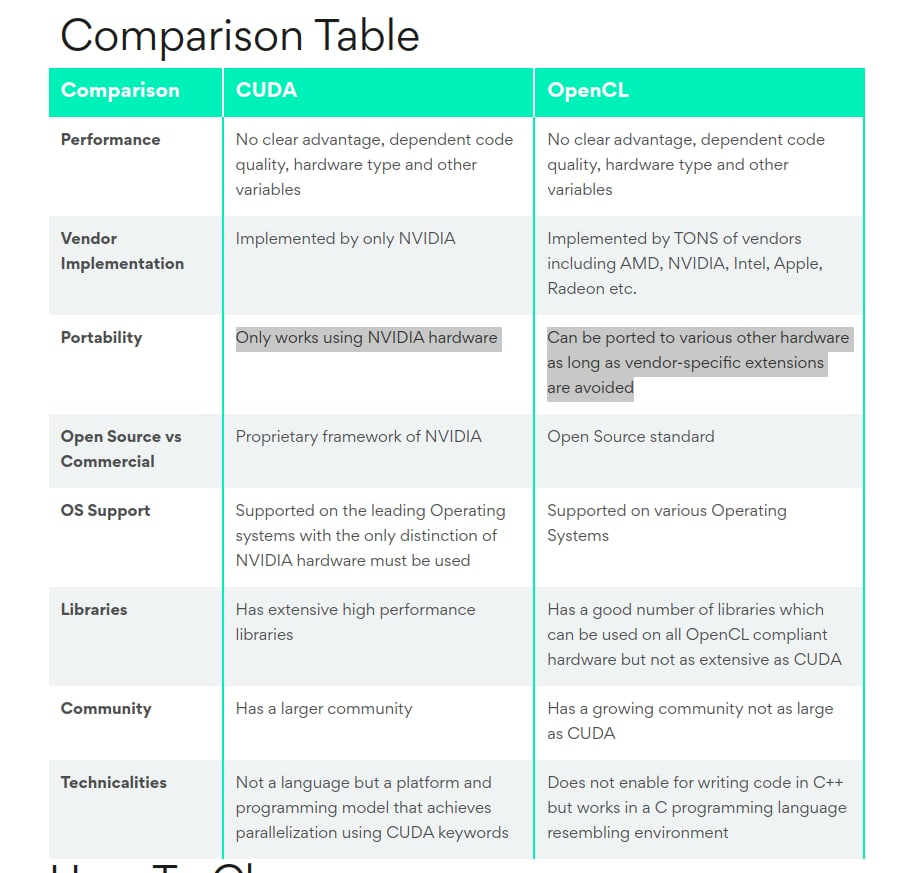 Comparison Table
Comparison CUDA OpenCL
Performance
No clear advantage, dependent code
quality, hardware type and other
variables
No clear advantage, dependent code
quality, hardware type and other
variables
Vendor
Implementation
Implemented by only NVIDIA
Implemented by TONS of vendors
including AMD, NVIDIA, Intel, Apple,
Radeon etc.
Portability
Only works using NVIDIA hardware
Can be ported to various other hardware
as long as vendor-specific extensions
are avoided
Open Source vs
Commercial
Proprietary framework of NVIDIA
Open Source standard
OS Support
Supported on the leading Operating
systems with the only distinction of
NVIDIA hardware must be used
Supported on various Operating
Systems
Libraries
Has extensive high performance
libraries
Has a good number of libraries which
can be used on all OpenCL compliant
hardware but not as extensive as CUDA
Community
Has a larger community
Has a growing community not as large
as CUDA
Technicalities
Not a language but a platform and
programming model that achieves
parallelization using CUDA keywords
Does not enable for writing code in C++
but works in a C programming language
resembling environment